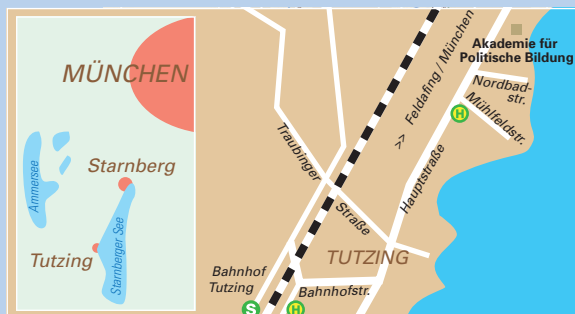 MÜNCHEN
Starnberg
Ammersee
Starnberger See
Tutzing
Akademie für
Politische Bildung
>> Feldafing / München
Nordbad-
str.
Mühlfeldstr.
H
Traubinger
Straße
Hauptstraße
TUTZING
Bahnhof
Tutzing
Bahnhofstr.
S
H